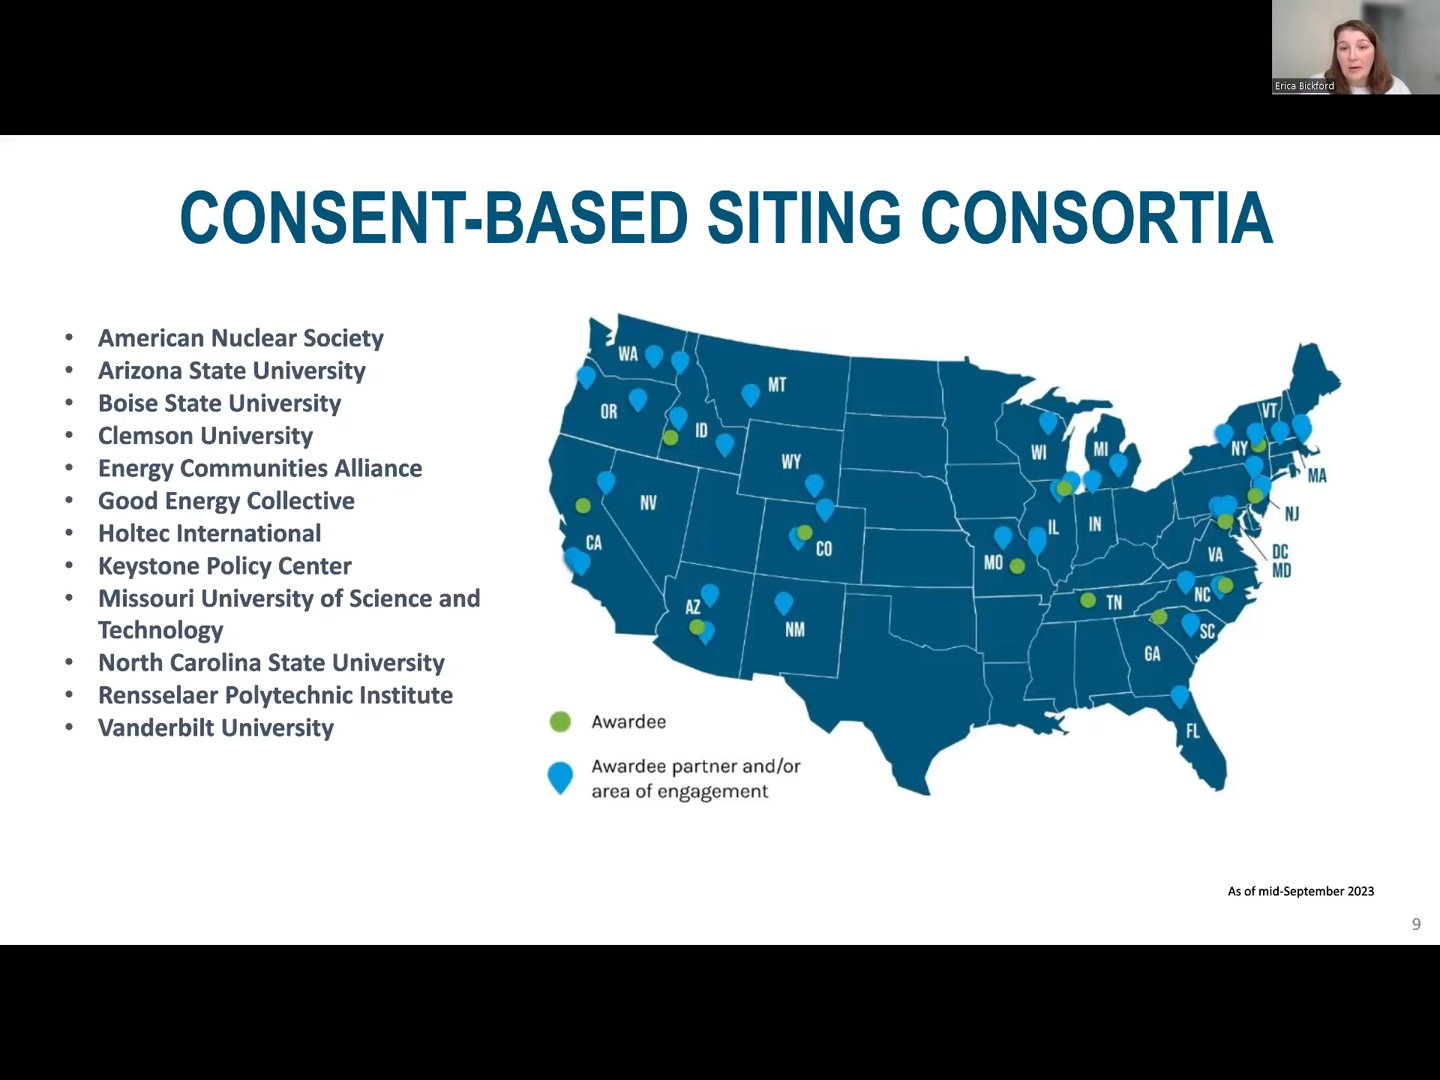 Erica Bickford
CONSENT-BASED SITING CONSORTIA
• American Nuclear Society
• Arizona State University
• Boise State University
• Clemson University
• Energy Communities Alliance
• Good Energy Collective
• Holtec International
• Keystone Policy Center
• Missouri University of Science and
Technology
• North Carolina State University
• Rensselaer Polytechnic Institute
• Vanderbilt University
WA
MT
OR
ID
WY
NV
CA
CO
AZ
NM
WI
MI
IL
IN
MO
TN
VT
NY
MA
NJ
DC
MD
VA
NC
SC
GA
FL
Awardee
Awardee partner and/or
area of engagement
As of mid-September 2023
9